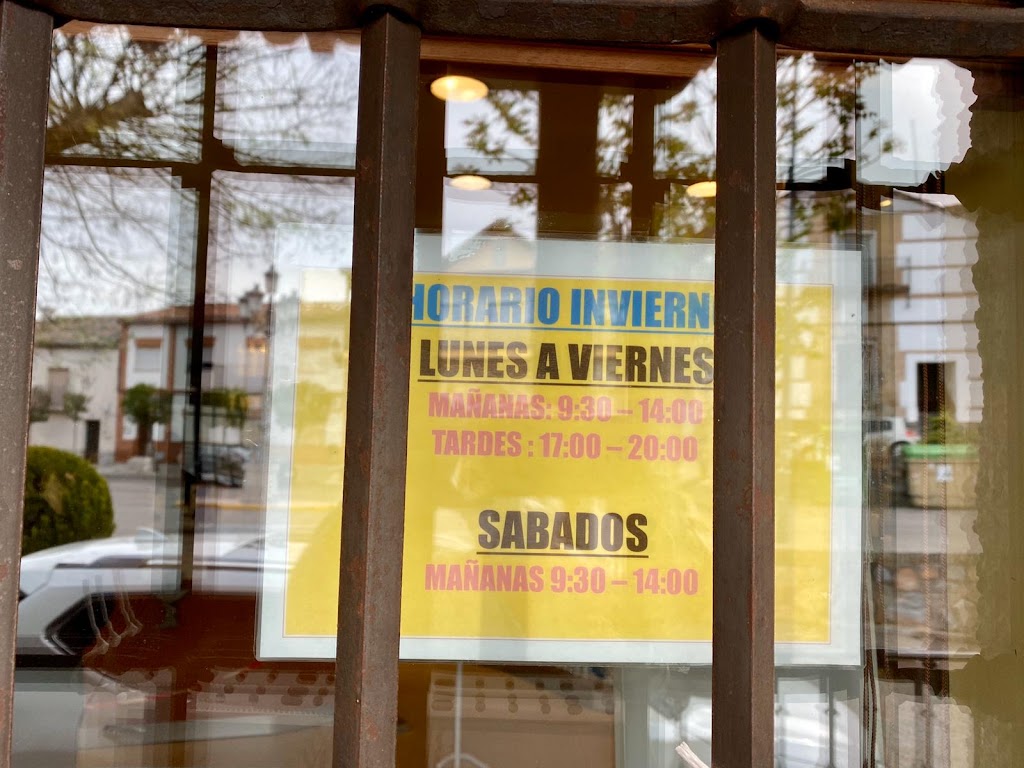 HORARIO INVIERN
LUNES A VIERNES
MAÑANAS: 9:30 – 14:00
TARDES : 17:00 – 20:00
SABADOS
MAÑANAS 9:30 – 14:00